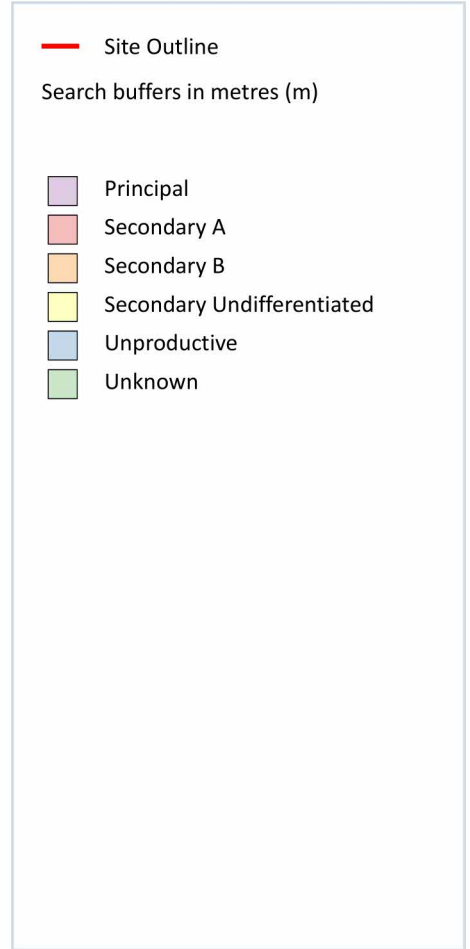 Site Outline
Search buffers in metres (m)
Principal
Secondary A
Secondary B
Secondary Undifferentiated
Unproductive
Unknown